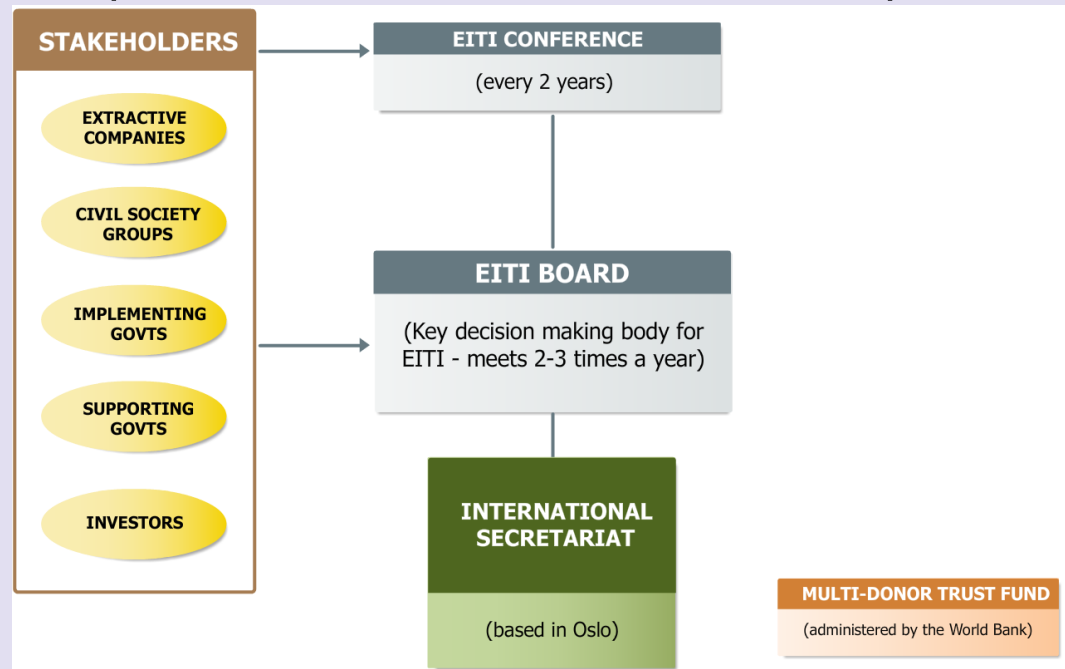 STAKEHOLDERS
EXTRACTIVE
COMPANIES
CIVIL SOCIETY
GROUPS
IMPLEMENTING
GOVTS
SUPPORTING
GOVTS
INVESTORS
EITI CONFERENCE
(every 2 years)
EITI BOARD
(Key decision making body for
EITI - meets 2-3 times a year)
INTERNATIONAL
SECRETARIAT
(based in Oslo)
MULTI-DONOR TRUST FUND
(administered by the World Bank)